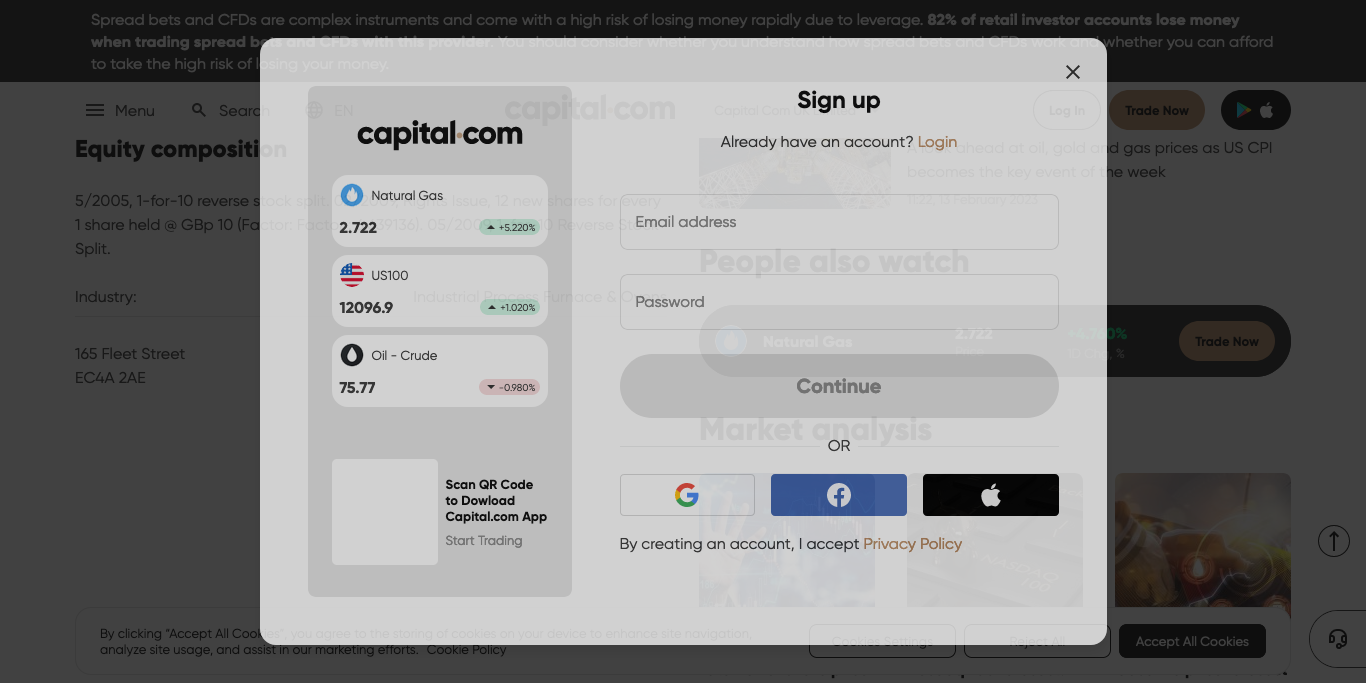 Spread bets and CFDs are complex instruments and come with a high risk of losing money rapidly due to leverage. 82% of retail investor accounts lose money
when trading spread bets and CFDs with this provider. You should consider whether you understand how spread bets and CFDs work and whether you can afford
to take the high risk of losing your money.
Menu
Search
EN
capital.com
Capital Com
Log In
Trade Now
Equity composition
5/2005, 1-for-10 reverse stock split. Rights Issue, 12 new shares for every
1 share held @ GBp 10 (Factor: 05/20 Reverse
Split.
Industry:
Industrial Process Furnace &
165 Fleet Street
EC4A 2AE
ahead at oil, gold and gas prices as US CPI
becomes the key event of the week
13 February 2023
People also watch
Natural Gas
2.722
Trade Now
Market analysis
capital.com
Natural Gas
2.722
+5.220%
US100
12096.9
+1.020%
Oil - Crude
75.77
-0.980%
Scan QR Code
to Dowload
Capital.com App
Start Trading
Sign up
Already have an account? Login
Email address
Password
Continue
OR
By creating an account, I accept Privacy Policy
By clicking "Accept All Cookies", you agree to the storing of cookies on your device to enhance site navigation,
analyze site usage, and assist in our marketing efforts. Cookie Policy
Cookies Settings
Reject All
Accept All Cookies